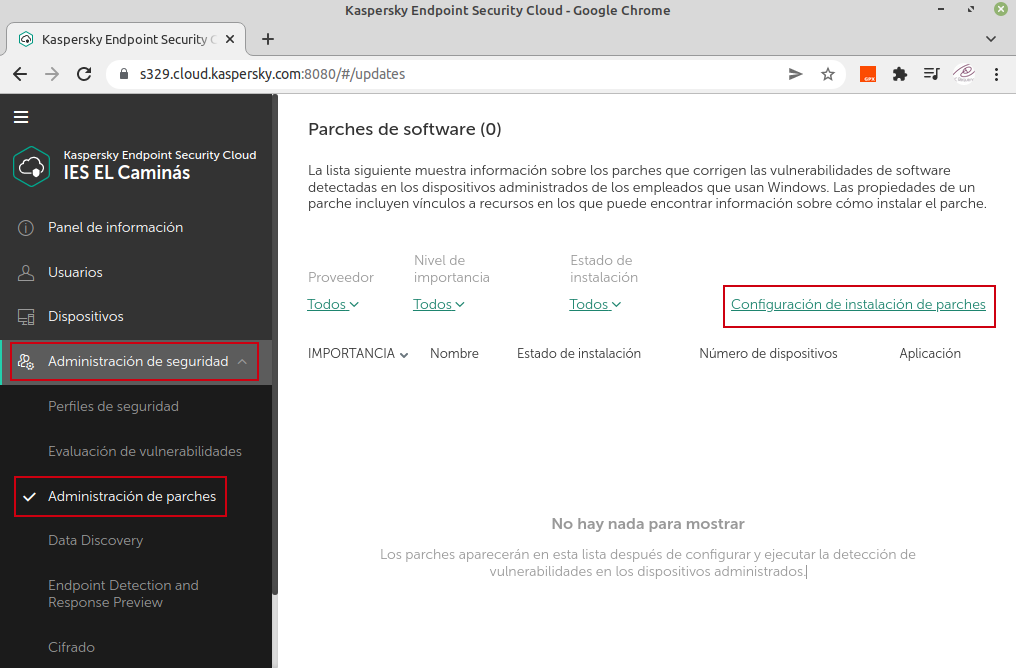 Kaspersky Endpoint Security Cloud - Google Chrome
Kaspersky Endpoint Security C
s329.cloud.kaspersky.com:8080/#/updates
Kaspersky Endpoint Security Cloud
IES EL Caminás
Panel de información
Usuarios
Dispositivos
Administración de seguridad
Perfiles de seguridad
Evaluación de vulnerabilidades
Administración de parches
Data Discovery
Endpoint Detection and
Response Preview
Cifrado
Parches de software (0)
La lista siguiente muestra información sobre los parches que corrigen las vulnerabilidades de software
detectadas en los dispositivos administrados de los empleados que usan Windows. Las propiedades de un
parche incluyen vínculos a recursos en los que puede encontrar información sobre cómo instalar el parche.
Proveedor
Todos
Nivel de
importancia
Todos
Estado de
instalación
Todos
Configuración de instalación de parches
IMPORTANCIA Nombre Estado de instalación Número de dispositivos Aplicación
No hay nada para mostrar
Los parches aparecerán en esta lista después de configurar y ejecutar la detección de
vulnerabilidades en los dispositivos administrados.